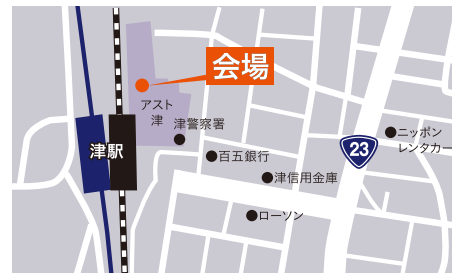 会場
アスト
津
津警察署
津駅
百五銀行
23
ニッポン
レンタカー
津信用金庫
ローソン